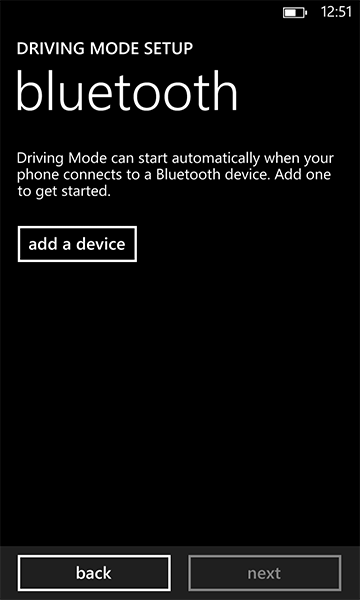 12:51
DRIVING MODE SETUP
bluetooth
Driving Mode can start automatically when your
phone connects to a Bluetooth device. Add one
to get started.
add a device
back
next